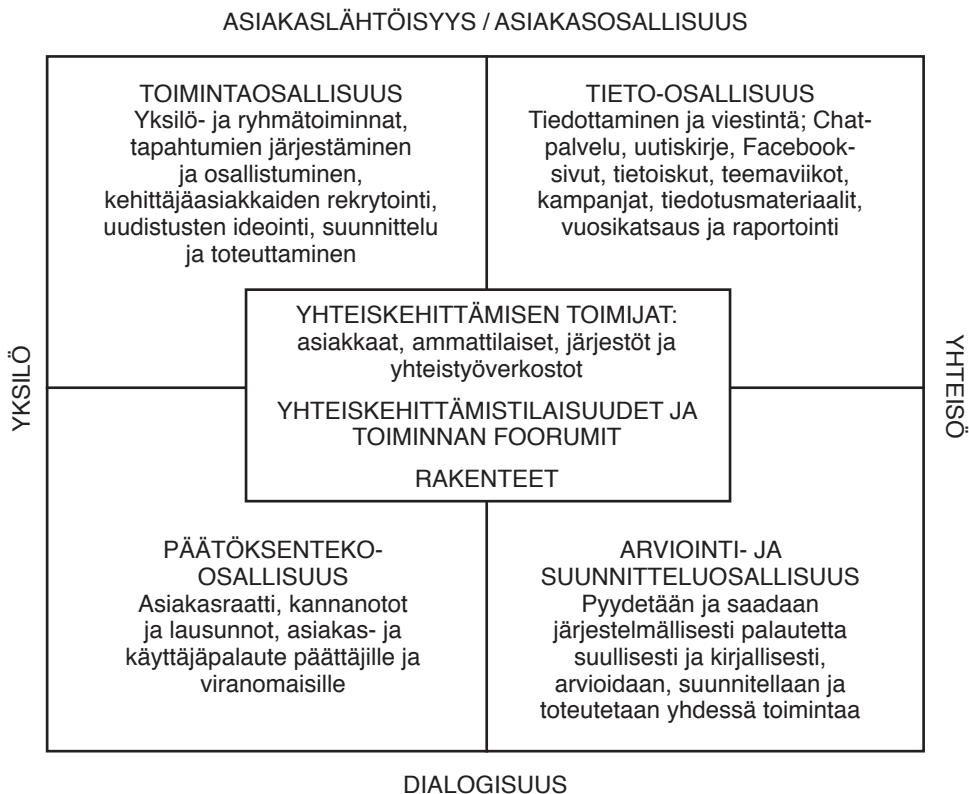 ASIAKASLÄHTÖISYYS / ASIAKASOSALLISUUS
TOIMINTAOSALLISUUS
Yksilö- ja ryhmätoiminnat,
tapahtumien järjestäminen
ja osallistuminen,
kehittäjäasiakkaiden rekrytointi,
uudistusten ideointi, suunnittelu
ja toteuttaminen
TIETO-OSALLISUUS
Tiedottaminen ja viestintä; Chat-
palvelu, uutiskirje, Facebook-
sivut, tietoiskut, teemaviikot,
kampanjat, tiedotusmateriaalit,
vuosikatsaus ja raportointi
YKSILÖ
YHTEISKEHITTÄMISEN TOIMIJAT:
asiakkaat, ammattilaiset, järjestöt ja
yhteistyöverkostot
YHTEISKEHITTÄMISTILAISUUDET JA
TOIMINNAN FOORUMIT
RAKENTEET
YHTEISÖ
PÄÄTÖKSENTEKO-
OSALLISUUS
Asiakasraatti, kannanotot
ja lausunnot, asiakas- ja
käyttäjäpalaute päättäjille ja
viranomaisille
ARVIOINTI- JA
SUUNNITTELUOSALLISUUS
Pyydetään ja saadaan
järjestelmällisesti palautetta
suullisesti ja kirjallisesti,
arvioidaan, suunnitellaan ja
toteutetaan yhdessä toimintaa
DIALOGISUUS